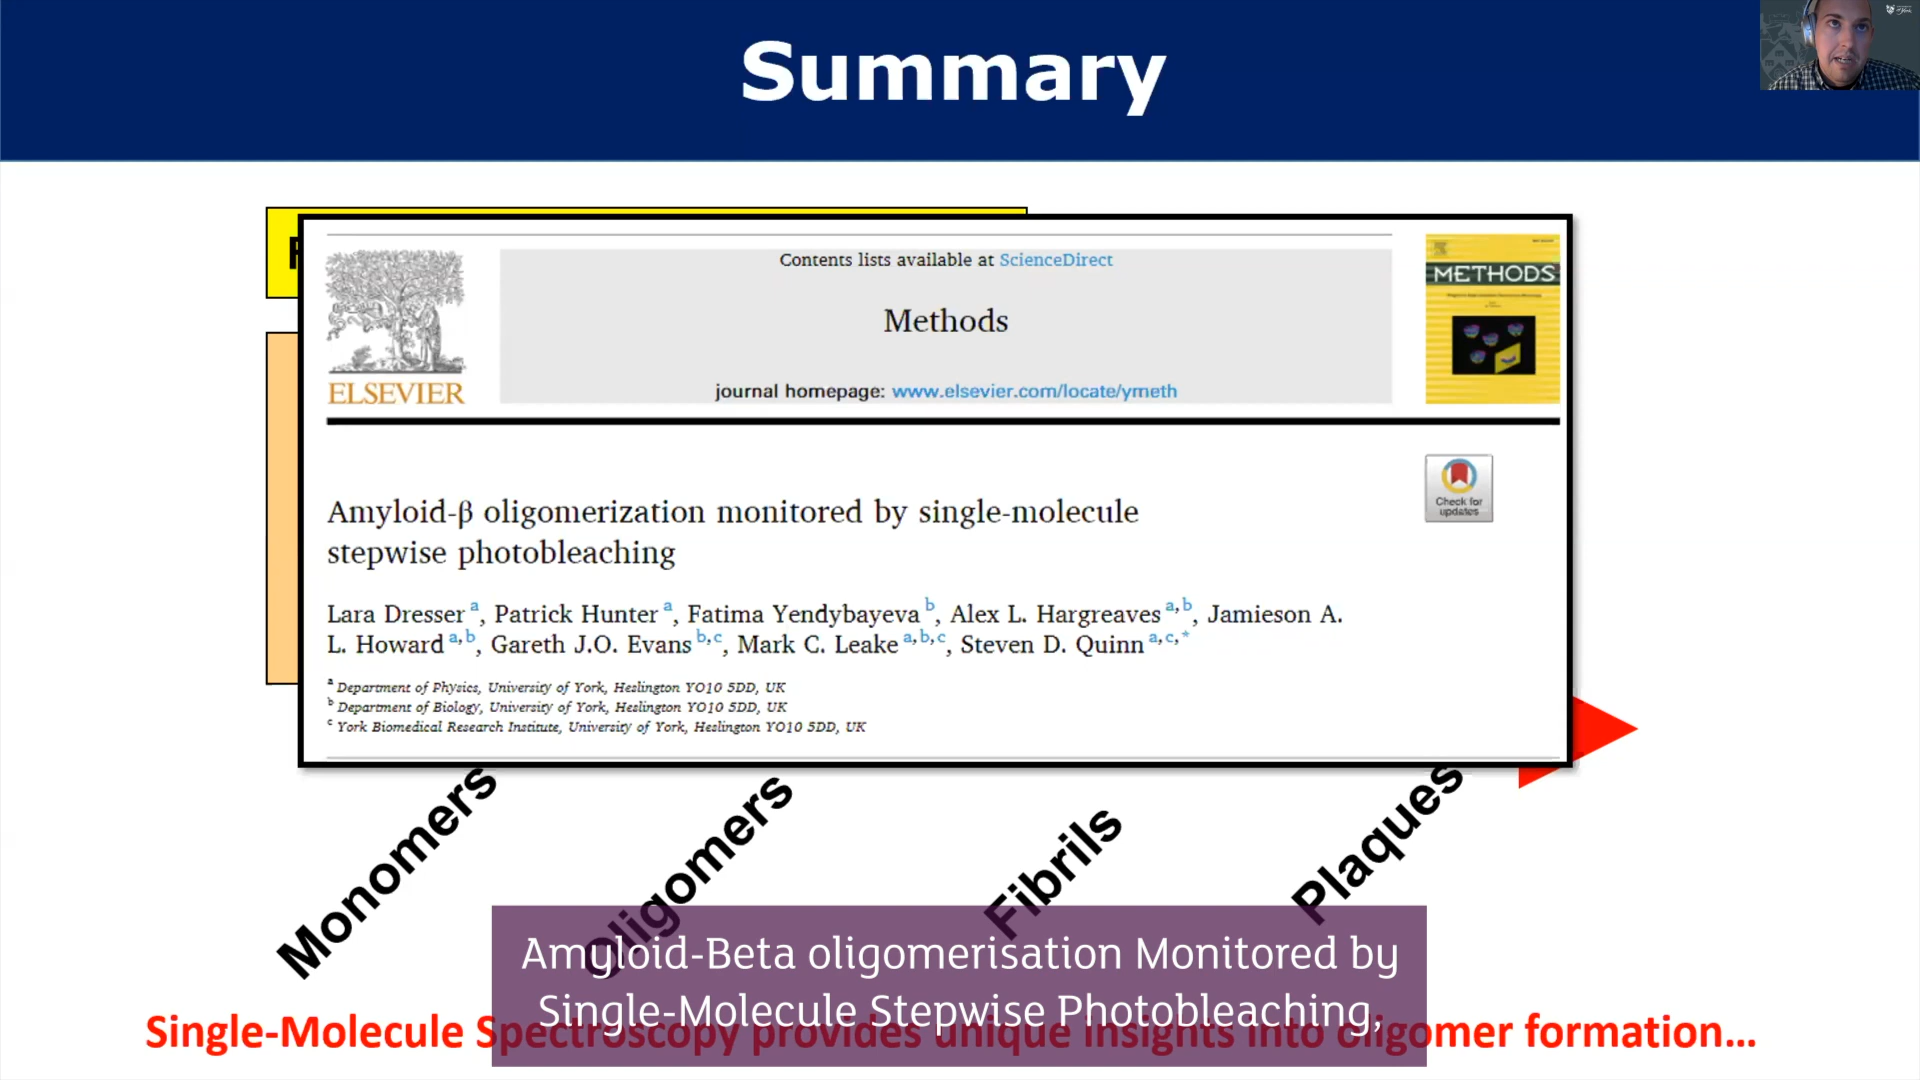 Summary
Contents lists available at ScienceDirect
Methods
journal homepage: www.elsevier.com/locate/ymeth
ELSEVIER
METHODS
Check for
updates
Amyloid-β oligomerization monitored by single-molecule
stepwise photobleaching
Lara Dresser a, Patrick Hunter a, Fatima Yendybayeva b, Alex L. Hargreaves a,b, Jamieson A.
L. Howard a,b, Gareth J.O. Evans b,c, Mark C. Leake a,b,c, Steven D. Quinn a,c,*
a Department of Physics, University of York, Heslington YO10 5DD, UK
b Department of Biology, University of York, Heslington YO10 5DD, UK
c York Biomedical Research Institute, University of York, Heslington YO10 5DD, UK
Monomers
Oligomers
Fibrils
Plaques
Amyloid-Beta oligomerisation Monitored by
Single-Molecule Stepwise Photobleaching,
Single-Molecule Spectroscopy provides unique insights into oligomer formation...